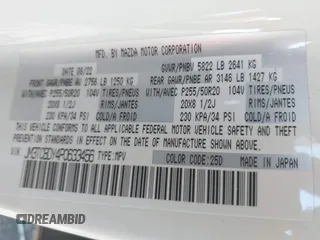 MFD. BY MAZDA MOTOR CORPORATION
DATE 08/22 GVWR/PNBV 5822 LB 2641 KG
FRONT GAWR/PNBE AV 2756 LB 1250 KG REAR GAWR/PNBE AR 3146 LB 1427 KG
WITH/AVEC P255/50R20 104V TIRES/PNEUS WITH/AVEC P255/50R20 104V TIRES/PNEUS
20X8 1/2J RIMS/JANTES 20X8 1/2J RIMS/JANTES
230 KPA/34 PSI COLD/A FROID 230 KPA/34 PSI COLD/A FROID
THIS VEHICLE CONFORMS TO ALL APPLICABLE FEDERAL MOTOR
VEHICLE SAFETY, BUMPER, AND THEFT PREVENTION STANDARDS IN
EFFECT ON THE DATE OF MANUFACTURE SHOWN ABOVE.
TYPE:MPV
COLOR CODE:25D MADE IN JAPAN